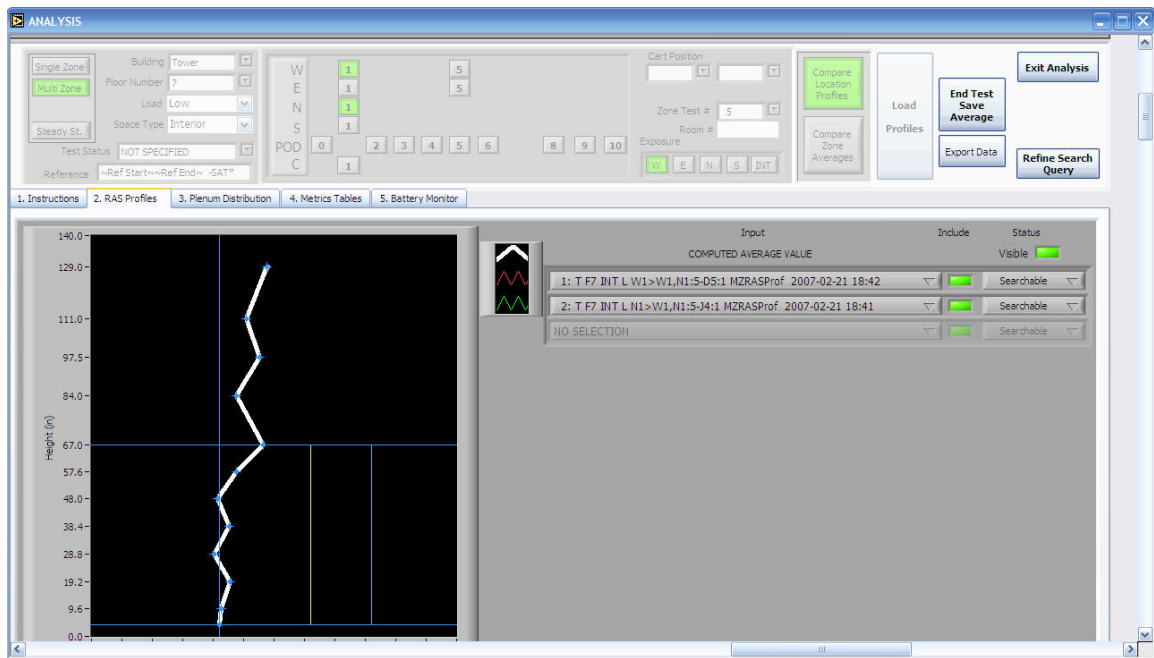 ANALYSIS
Single Zone
Multi Zone
Steady St.
Building Tower
Floor Number 7
Load Low
Space Type Interior
Test Status NOT SPECIFIED
Reference ~Ref Start~~Ref End~ -SAT*
W 1 5
E 1 5
N 1
S 1
POD 0 2 3 4 5 6 8 9 10
C 1
Cart Position
Zone Test # 5
Room #
Exposure
W E N S INT
Compare Location Profiles
Compare Zone Averages
Load Profiles
End Test Save Average
Export Data
Exit Analysis
Refine Search Query
1. Instructions 2. RAS Profiles 3. Plenum Distribution 4. Metrics Tables 5. Battery Monitor
Height (in)
140.0
129.0
111.0
97.5
84.0
67.0
57.6
48.0
38.4
28.8
19.2
9.6
0.0
Input Include Status
COMPUTED AVERAGE VALUE Visible
1: T F7 INT L W1>W1,N1:5-D5:1 MZRASProf 2007-02-21 18:42 Searchable
2: T F7 INT L N1>W1,N1:5-J4:1 MZRASProf 2007-02-21 18:41 Searchable
NO SELECTION Searchable